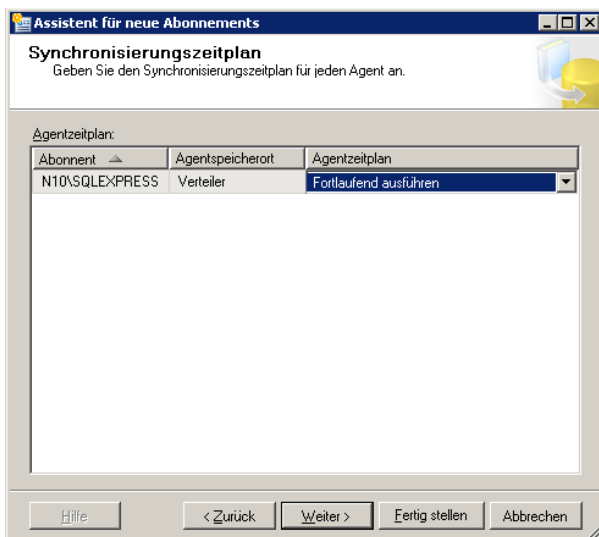 Assistent für neue Abonnements
Synchronisierungszeitplan
Geben Sie den Synchronisierungszeitplan für jeden Agent an.
Agentzeitplan:
Abonnent Agentspeicherort Agentzeitplan
N10\SQLEXPRESS Verteiler Fortlaufend ausführen
Hilfe < Zurück Weiter > Fertig stellen Abbrechen